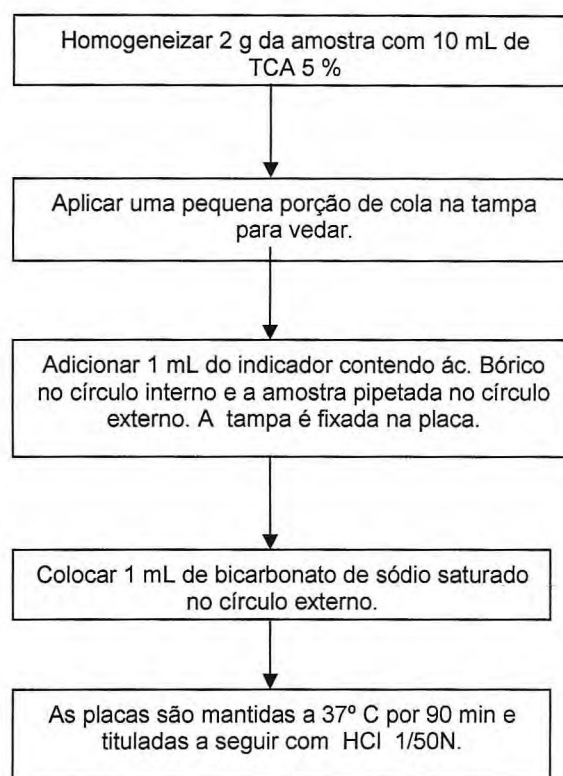 Homogeneizar 2 g da amostra com 10 mL de
TCA 5 %
Aplicar uma pequena porção de cola na tampa
para vedar.
Adicionar 1 mL do indicador contendo ác. Bórico
no círculo interno e a amostra pipetada no círculo
externo. A tampa é fixada na placa.
Colocar 1 mL de bicarbonato de sódio saturado
no círculo externo.
As placas são mantidas a 37º C por 90 min e
tituladas a seguir com HCl 1/50N.